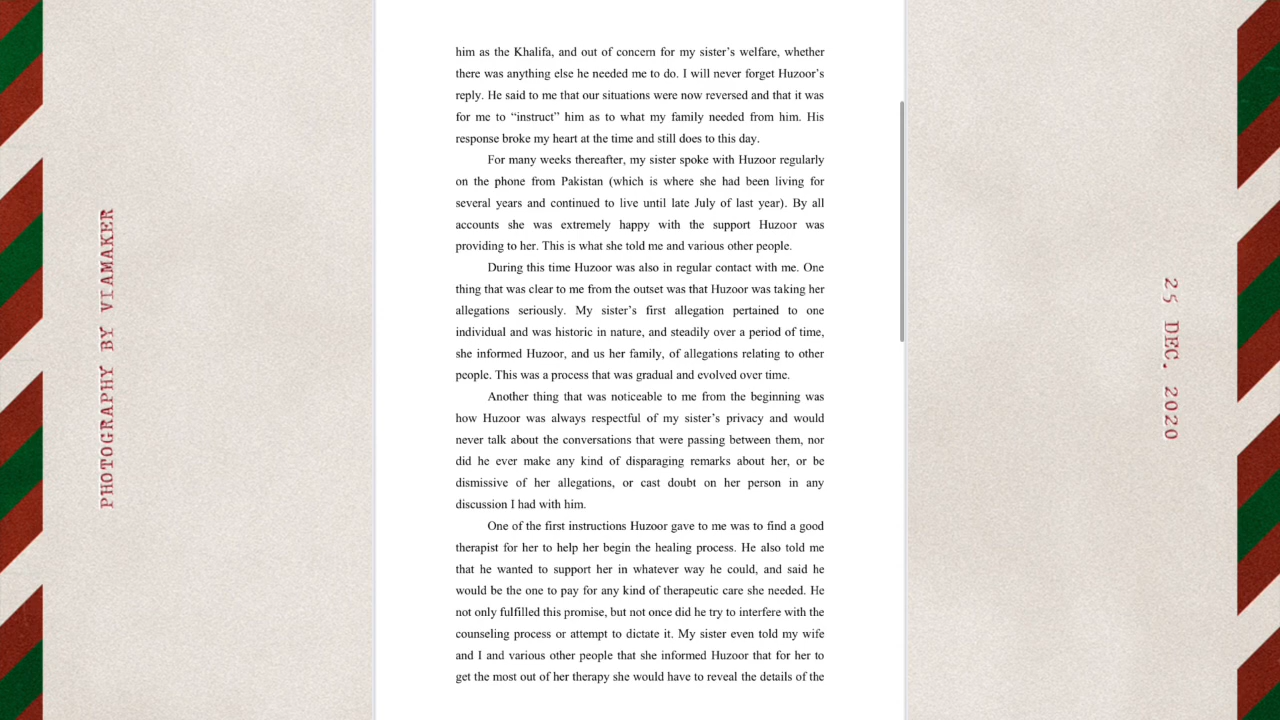 him as the Khalifa, and out of concern for my sister’s welfare, whether
there was anything else he needed me to do. I will never forget Huzoor’s
reply. He said to me that our situations were now reversed and that it was
for me to “instruct” him as to what my family needed from him. His
response broke my heart at the time and still does to this day.
For many weeks thereafter, my sister spoke with Huzoor regularly
on the phone from Pakistan (which is where she had been living for
several years and continued to live until late July of last year). By all
accounts she was extremely happy with the support Huzoor was
providing to her. This is what she told me and various other people.
During this time Huzoor was also in regular contact with me. One
thing that was clear to me from the outset was that Huzoor was taking her
allegations seriously. My sister’s first allegation pertained to one
individual and was historic in nature, and steadily over a period of time,
she informed Huzoor, and us her family, of allegations relating to other
people. This was a process that was gradual and evolved over time.
Another thing that was noticeable to me from the beginning was
how Huzoor was always respectful of my sister’s privacy and would
never talk about the conversations that were passing between them, nor
did he ever make any kind of disparaging remarks about her, or be
dismissive of her allegations, or cast doubt on her person in any
discussion I had with him.
One of the first instructions Huzoor gave to me was to find a good
therapist for her to help her begin the healing process. He also told me
that he wanted to support her in whatever way he could, and said he
would be the one to pay for any kind of therapeutic care she needed. He
not only fulfilled this promise, but not once did he try to interfere with the
counseling process or attempt to dictate it. My sister even told my wife
and I and various other people that she informed Huzoor that for her to
get the most out of her therapy she would have to reveal the details of the
PHOTOGRAPHY BY VIAMAKER
25 DEC. 2020